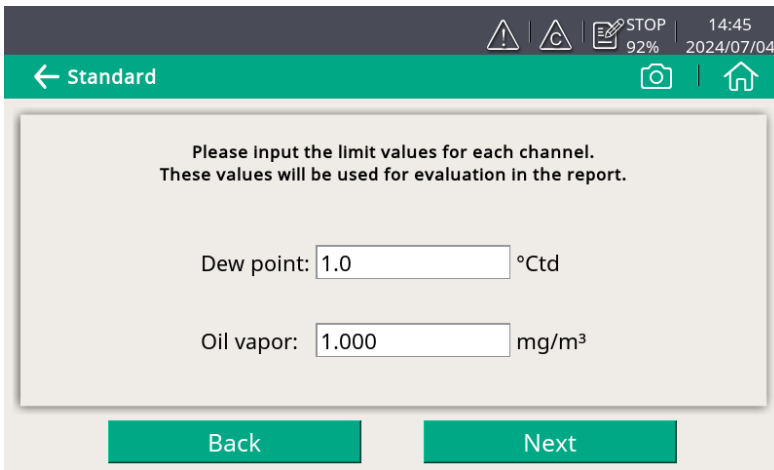 STOP 14:45
92% 2024/07/04
Standard
Please input the limit values for each channel.
These values will be used for evaluation in the report.
Dew point: 1.0 °Ctd
Oil vapor: 1.000 mg/m³
Back Next